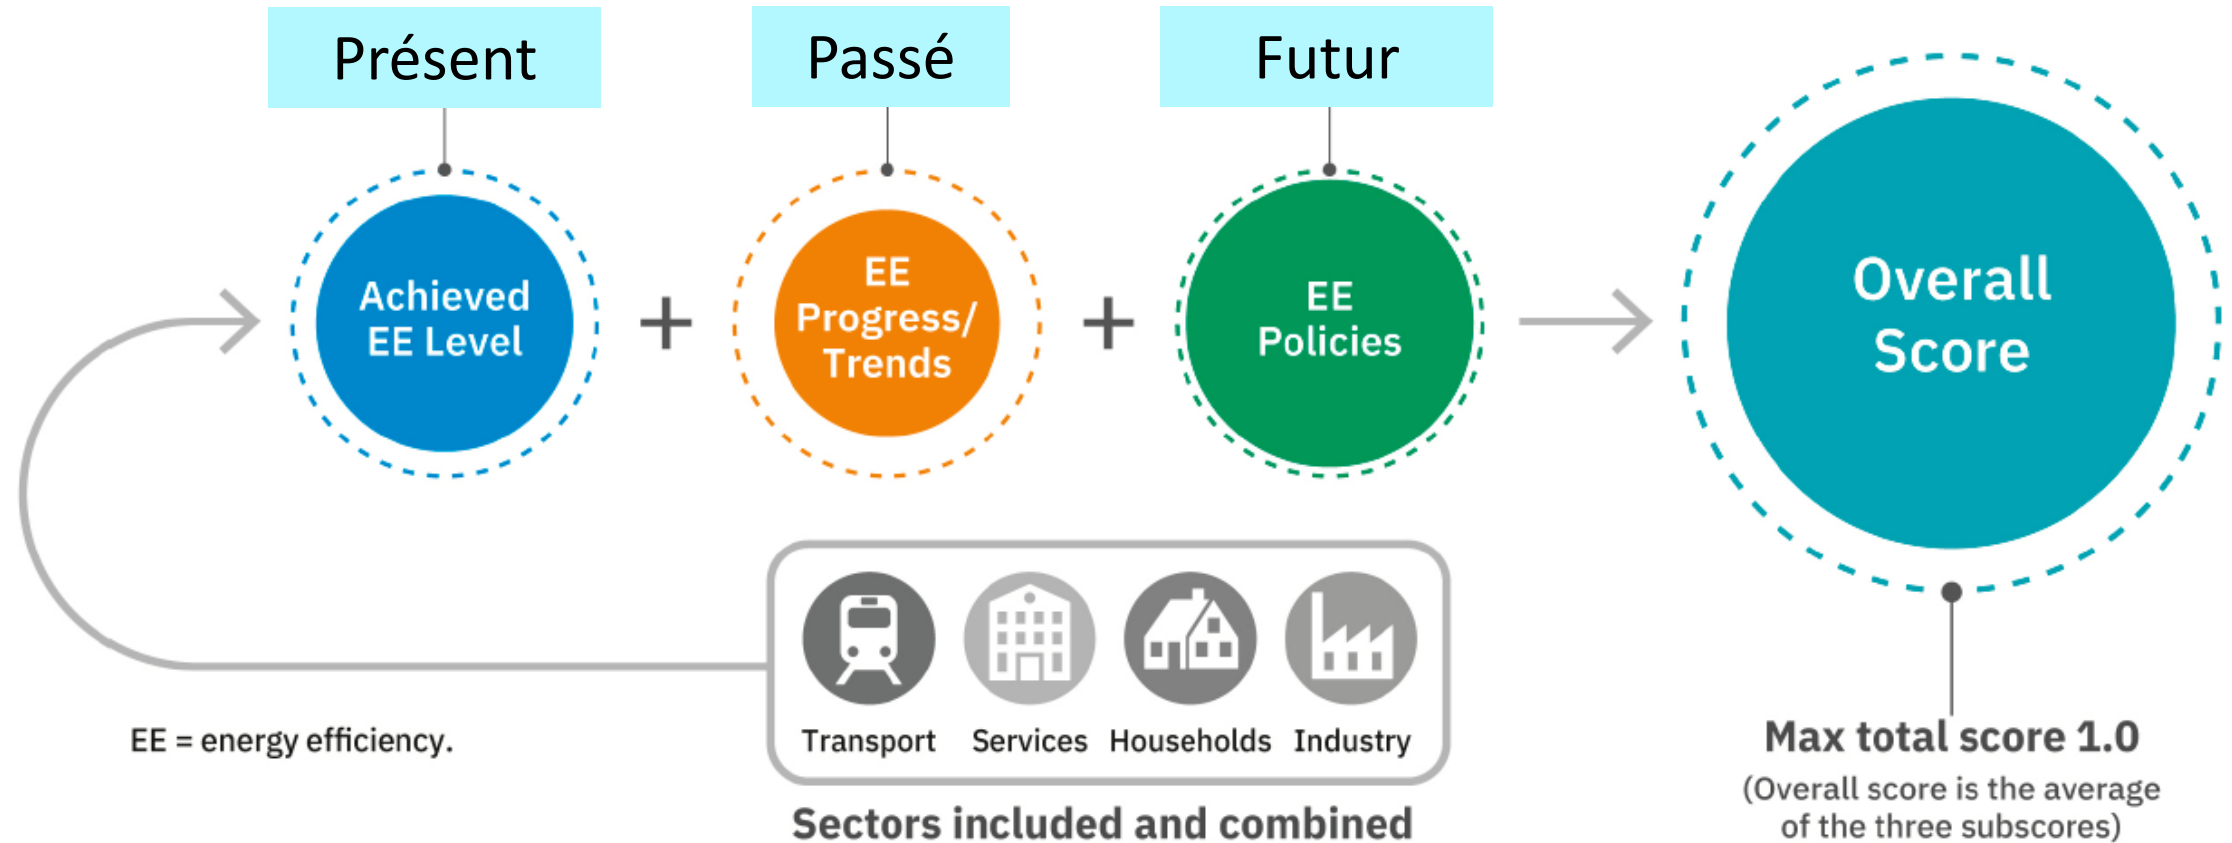 Présent
Passé
Futur
Achieved
EE Level
+
EE
Progress/
Trends
+
EE
Policies
Overall
Score
Transport
Services
Households
Industry
EE = energy efficiency.
Sectors included and combined
Max total score 1.0
(Overall score is the average
of the three subscores)